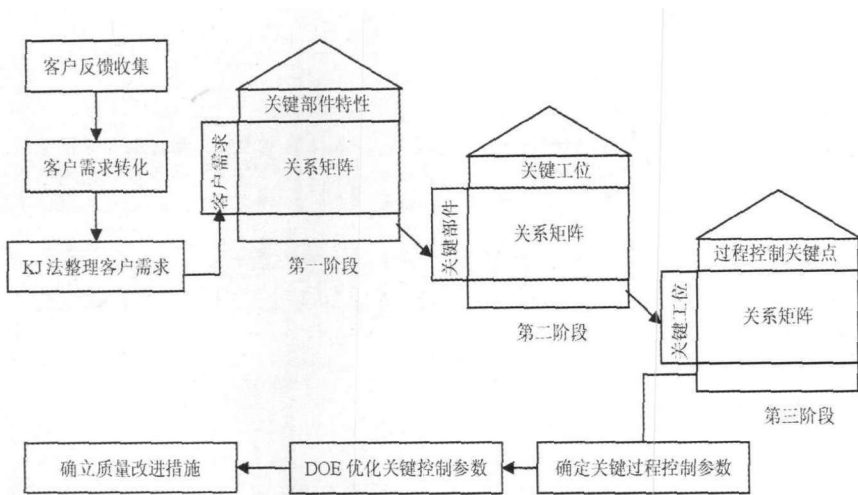 客户反馈收集
客户需求转化
KJ法整理客户需求
关键部件特性
客户需求
关系矩阵
第一阶段
关键工位
关键部件
关系矩阵
第二阶段
过程控制关键点
关键工位
关系矩阵
第三阶段
确立质量改进措施
DOE优化关键控制参数
确定关键过程控制参数